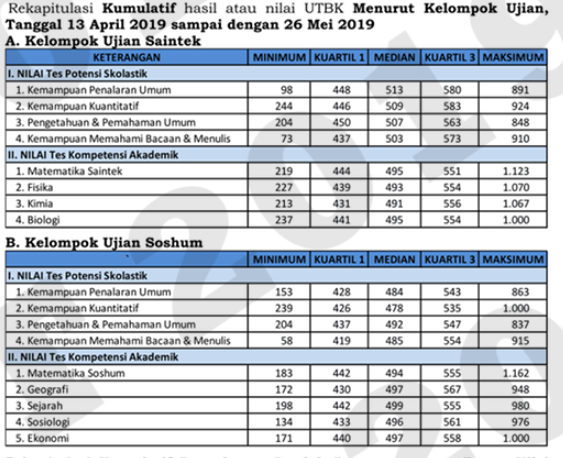 Rekapitulasi Kumulatif hasil atau nilai UTBK Menurut Kelompok Ujian,
Tanggal 13 April 2019 sampai dengan 26 Mei 2019
A. Kelompok Ujian Saintek
KETERANGAN MINIMUM KUARTIL 1 MEDIAN KUARTIL 3 MAKSIMUM
I. NILAI Tes Potensi Skolastik
1. Kemampuan Penalaran Umum 98 448 513 580 891
2. Kemampuan Kuantitatif 244 446 509 583 924
3. Pengetahuan & Pemahaman Umum 204 450 507 563 848
4. Kemampuan Memahami Bacaan & Menulis 73 437 503 573 910
II. NILAI Tes Kompetensi Akademik
1. Matematika Saintek 219 444 495 551 1.123
2. Fisika 227 439 493 554 1.070
3. Kimia 213 431 491 556 1.067
4. Biologi 237 441 495 554 1.000
B. Kelompok Ujian Soshum
MINIMUM KUARTIL 1 MEDIAN KUARTIL 3 MAKSIMUM
I. NILAI Tes Potensi Skolastik
1. Kemampuan Penalaran Umum 153 428 484 543 863
2. Kemampuan Kuantitatif 239 426 478 535 1.000
3. Pengetahuan & Pemahaman Umum 204 437 492 547 837
4. Kemampuan Memahami Bacaan & Menulis 58 419 485 554 915
II. NILAI Tes Kompetensi Akademik
1. Matematika Soshum 183 442 494 555 1.162
2. Geografi 172 430 497 567 948
3. Sejarah 198 442 499 555 980
4. Sosiologi 134 433 496 561 976
5. Ekonomi 171 440 497 558 1.000